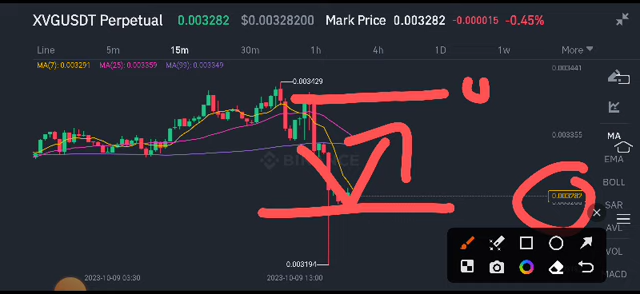 XVGUSDT Perpetual 0.003282 $0.00328200 Mark Price 0.003282 -0.000015 -0.45%
Line 5m 15m 30m 1h 4h 1D 1w More
MA(7): 0.003291 MA(25): 0.003359 MA(99): 0.003349
0.003441
0.003429
0.003355
MA
EMA
BINANCE
BOLL
0.003282
SAR
AVL
VOL
0.003194
MACD
2023-10-09 03:30 2023-10-09 13:00